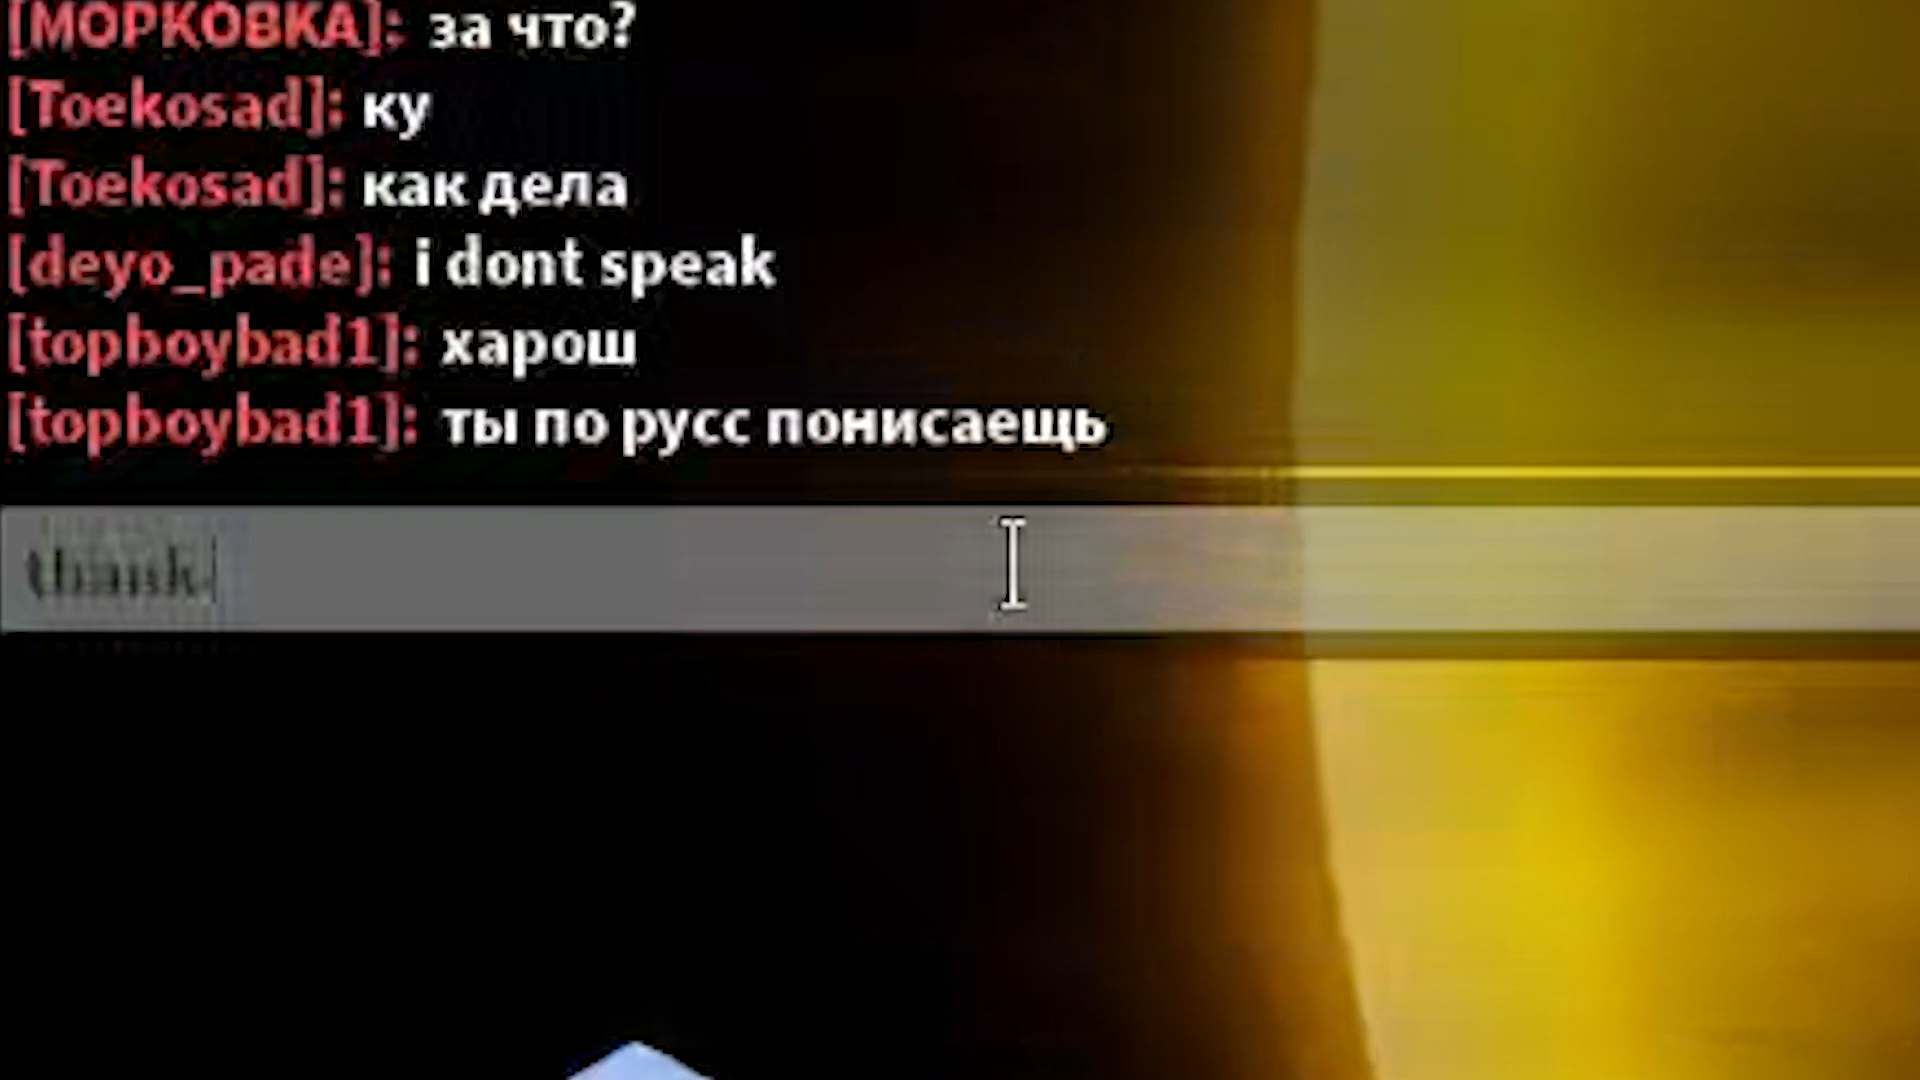 [МОРКОВКА]: за что?
[Toekosad]: ку
[Toekosad]: как дела
[deyo_pade]: i dont speak
[topboybad1]: харош
[topboybad1]: ты по русс понисаещь
thank